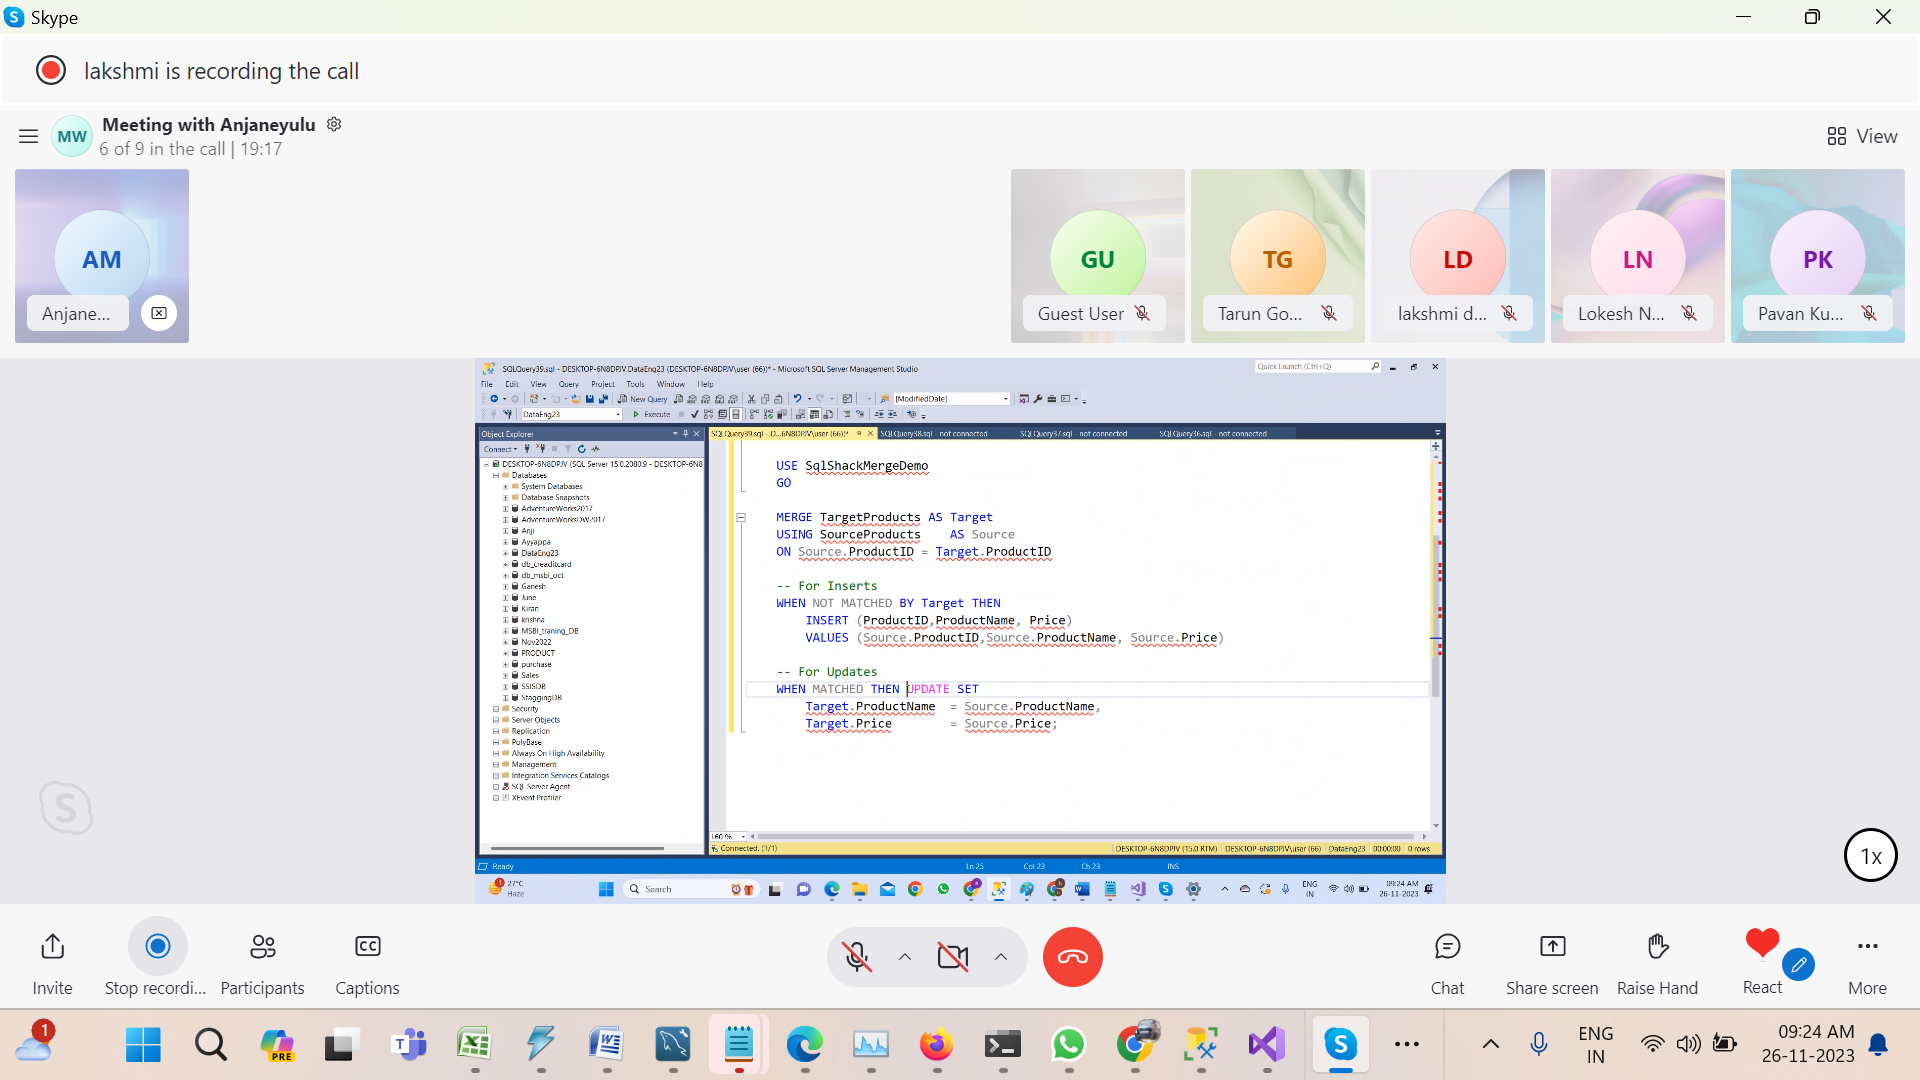 Skype
lakshmi is recording the call
MW
Meeting with Anjaneyulu
6 of 9 in the call | 19:17
View
AM
Anjane...
GU
Guest User
TG
Tarun Go...
LD
lakshmi d...
LN
Lokesh N...
PK
Pavan Ku...
SQLQuery39.sql - DESKTOP-6N8DPJV.DataEng23 (DESKTOP-6N8DPJV\user (66))* - Microsoft SQL Server Management Studio
Quick Launch (Ctrl+Q)
File Edit View Query Project Tools Window Help
New Query
[ModifiedDate]
DataEng23
Execute
Object Explorer
SQLQuery39.sql - D...6N8DPJV\user (66))*
SQLQuery38.sql - not connected
SQLQuery37.sql - not connected
SQLQuery36.sql - not connected
Connect
DESKTOP-6N8DPJV (SQL Server 15.0.2080.9 - DESKTOP-6N8
Databases
System Databases
Database Snapshots
AdventureWorks2017
AdventureWorksDW2017
Anji
Ayyappa
DataEng23
db_creaditcard
db_msbi_oct
Ganesh
June
Kiran
krishna
MSBI_traning_DB
Nov2022
PRODUCT
purchase
Sales
SSISDB
StaggingDB
Security
Server Objects
Replication
PolyBase
Always On High Availability
Management
Integration Services Catalogs
SQL Server Agent
XEvent Profiler
USE SqlShackMergeDemo
GO
MERGE TargetProducts AS Target
USING SourceProducts AS Source
ON Source.ProductID = Target.ProductID
-- For Inserts
WHEN NOT MATCHED BY Target THEN
INSERT (ProductID,ProductName, Price)
VALUES (Source.ProductID,Source.ProductName, Source.Price)
-- For Updates
WHEN MATCHED THEN UPDATE SET
Target.ProductName = Source.ProductName,
Target.Price = Source.Price;
160 %
Connected. (1/1)
DESKTOP-6N8DPJV (15.0 RTM) DESKTOP-6N8DPJV\user (66) DataEng23 00:00:00 0 rows
Ready
Ln 25 Col 23 Ch 23 INS
1
27°C
Haze
Search
ENG
IN
09:24 AM
26-11-2023
1x
Invite
Stop recordi...
Participants
CC
Captions
Chat
Share screen
Raise Hand
React
More
1
PRE
ENG
IN
09:24 AM
26-11-2023